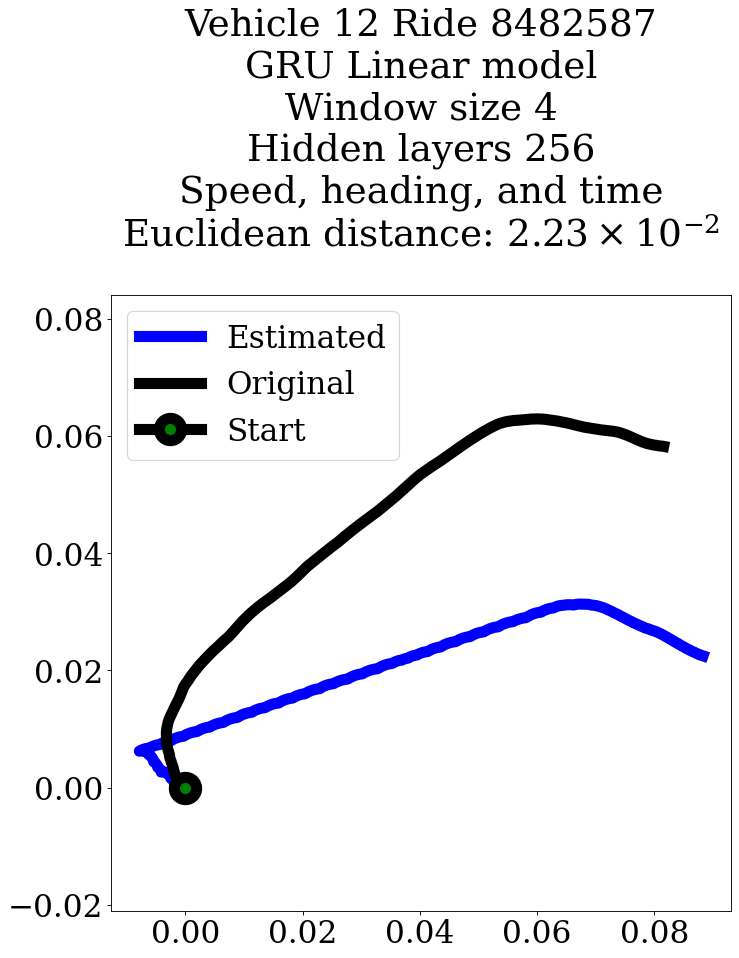 Vehicle 12 Ride 8482587
GRU Linear model
Window size 4
Hidden layers 256
Speed, heading, and time
Euclidean distance: 2.23 × 10⁻²
Estimated
Original
Start
0.08
0.06
0.04
0.02
0.00
−0.02
0.00 0.02 0.04 0.06 0.08